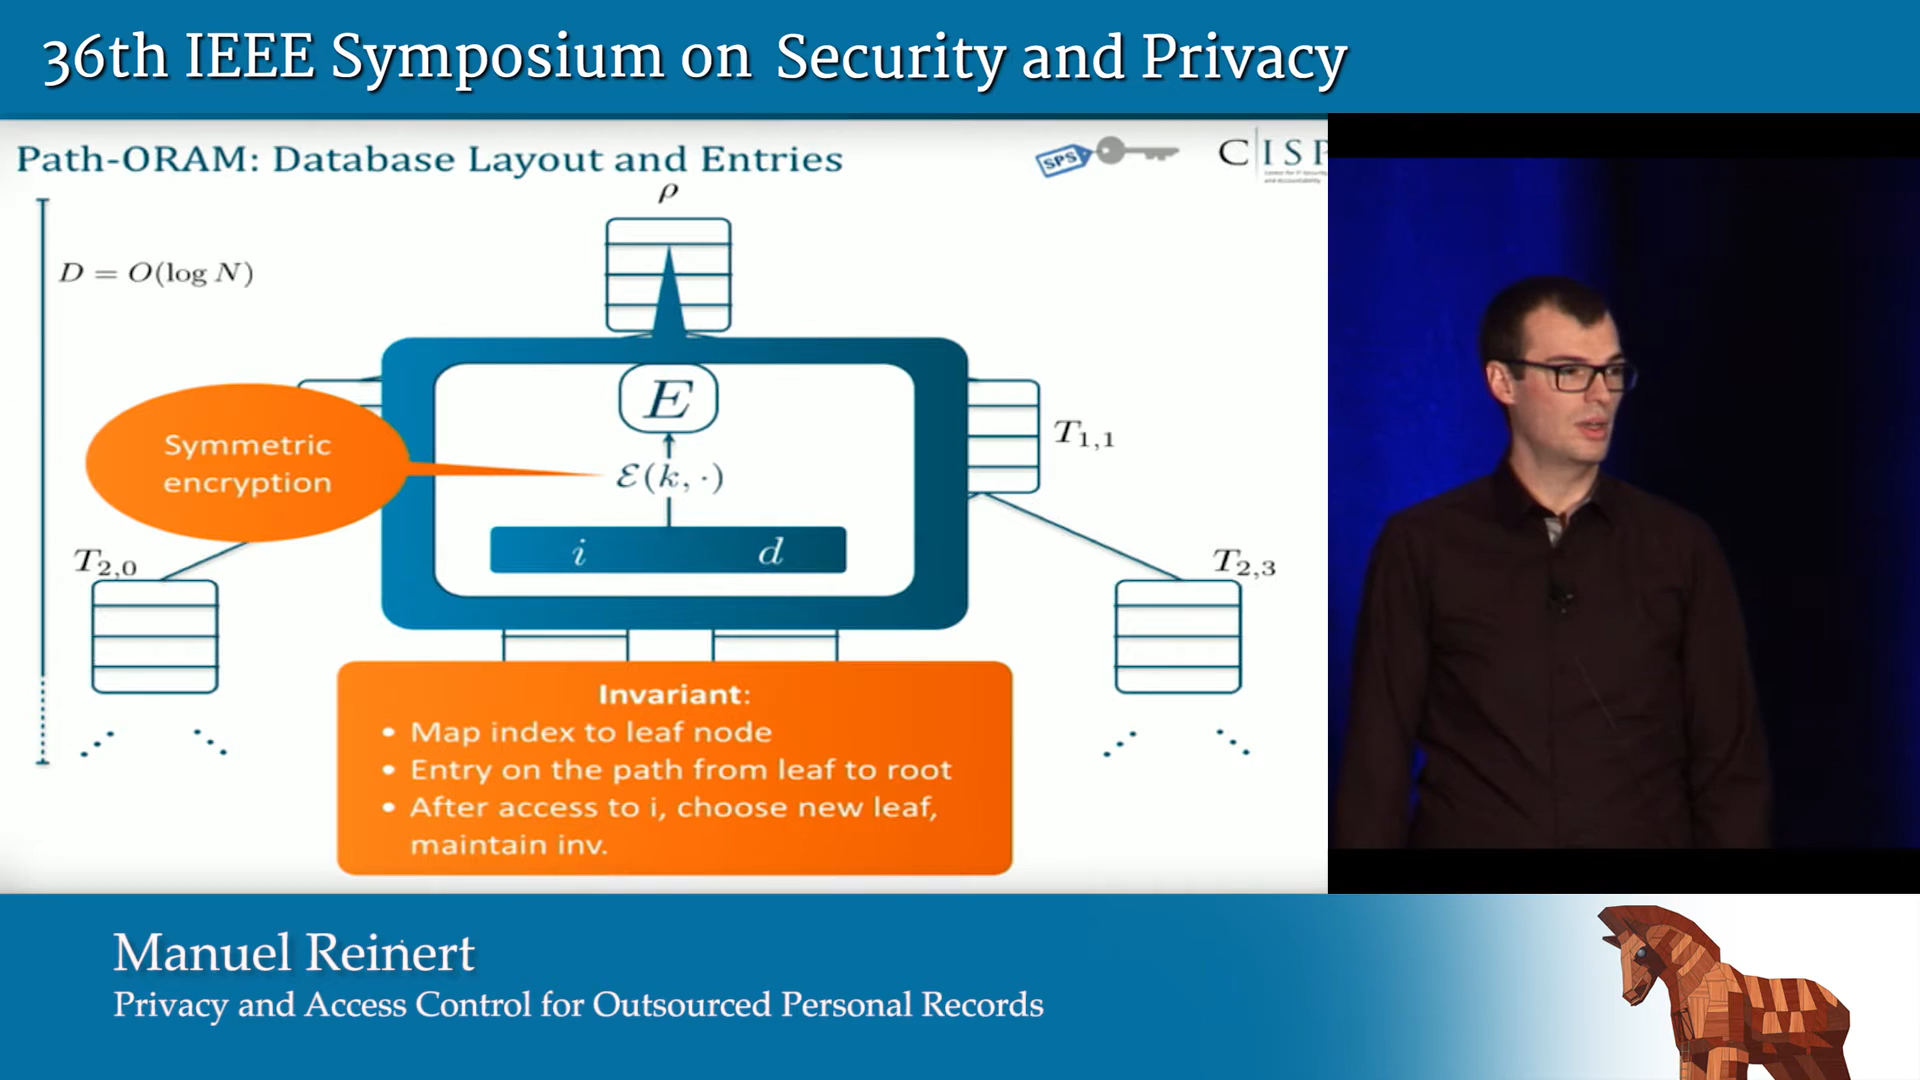 36th IEEE Symposium on Security and Privacy
Path-ORAM: Database Layout and Entries
SPS
CISP
ρ
D = O(log N)
E
Symmetric
encryption
ℰ(k, ·)
T1,1
i d
T2,0
T2,3
Invariant:
• Map index to leaf node
• Entry on the path from leaf to root
• After access to i, choose new leaf,
maintain inv.
Manuel Reinert
Privacy and Access Control for Outsourced Personal Records